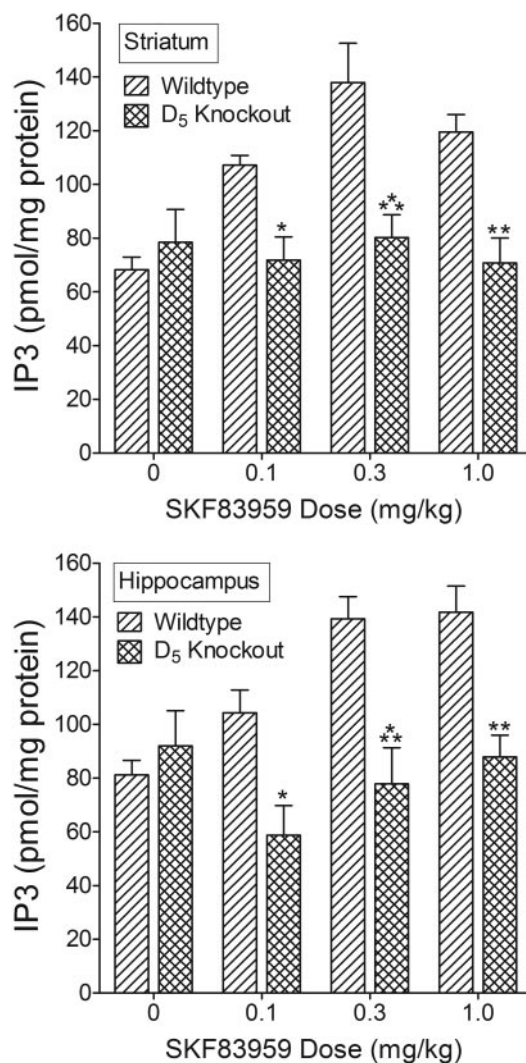 160
140
120
100
80
60
40
20
0
IP3 (pmol/mg protein)
Striatum
Wildtype
D₅ Knockout
*
***
**
0 0.1 0.3 1.0
SKF83959 Dose (mg/kg)
160
140
120
100
80
60
40
20
0
IP3 (pmol/mg protein)
Hippocampus
Wildtype
D₅ Knockout
*
***
**
0 0.1 0.3 1.0
SKF83959 Dose (mg/kg)